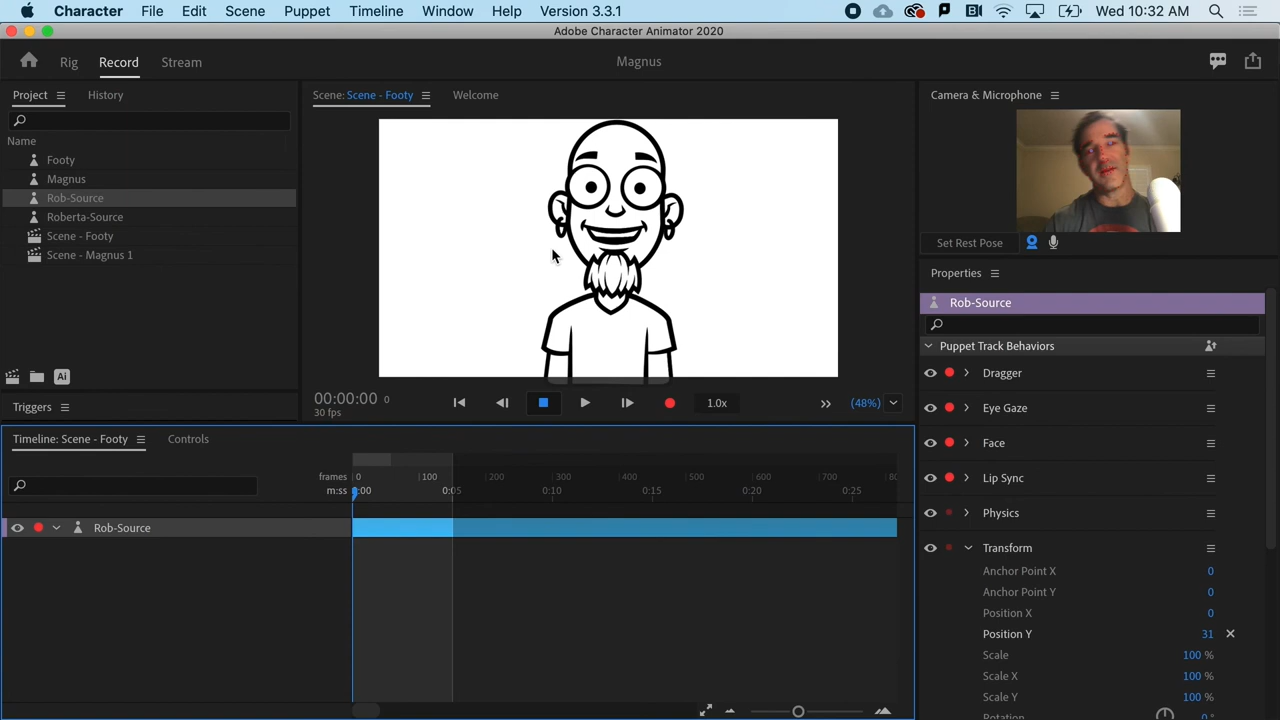 Character File Edit Scene Puppet Timeline Window Help Version 3.3.1 Wed 10:32 AM
Adobe Character Animator 2020
Rig Record Stream Magnus
Project History
Name
Footy
Magnus
Rob-Source
Roberta-Source
Scene - Footy
Scene - Magnus 1
Ai
Triggers
Scene: Scene - Footy Welcome
00:00:00 0
30 fps
1.0x
(48%)
Timeline: Scene - Footy Controls
frames 0 100 200 300 400 500 600 700
m:ss 0:05 0:10 0:15 0:20 0:25
Rob-Source
Camera & Microphone
Set Rest Pose
Properties
Rob-Source
Puppet Track Behaviors
Dragger
Eye Gaze
Face
Lip Sync
Physics
Transform
Anchor Point X 0
Anchor Point Y 0
Position X 0
Position Y 31
Scale 100 %
Scale X 100 %
Scale Y 100 %
Rotation 0 °